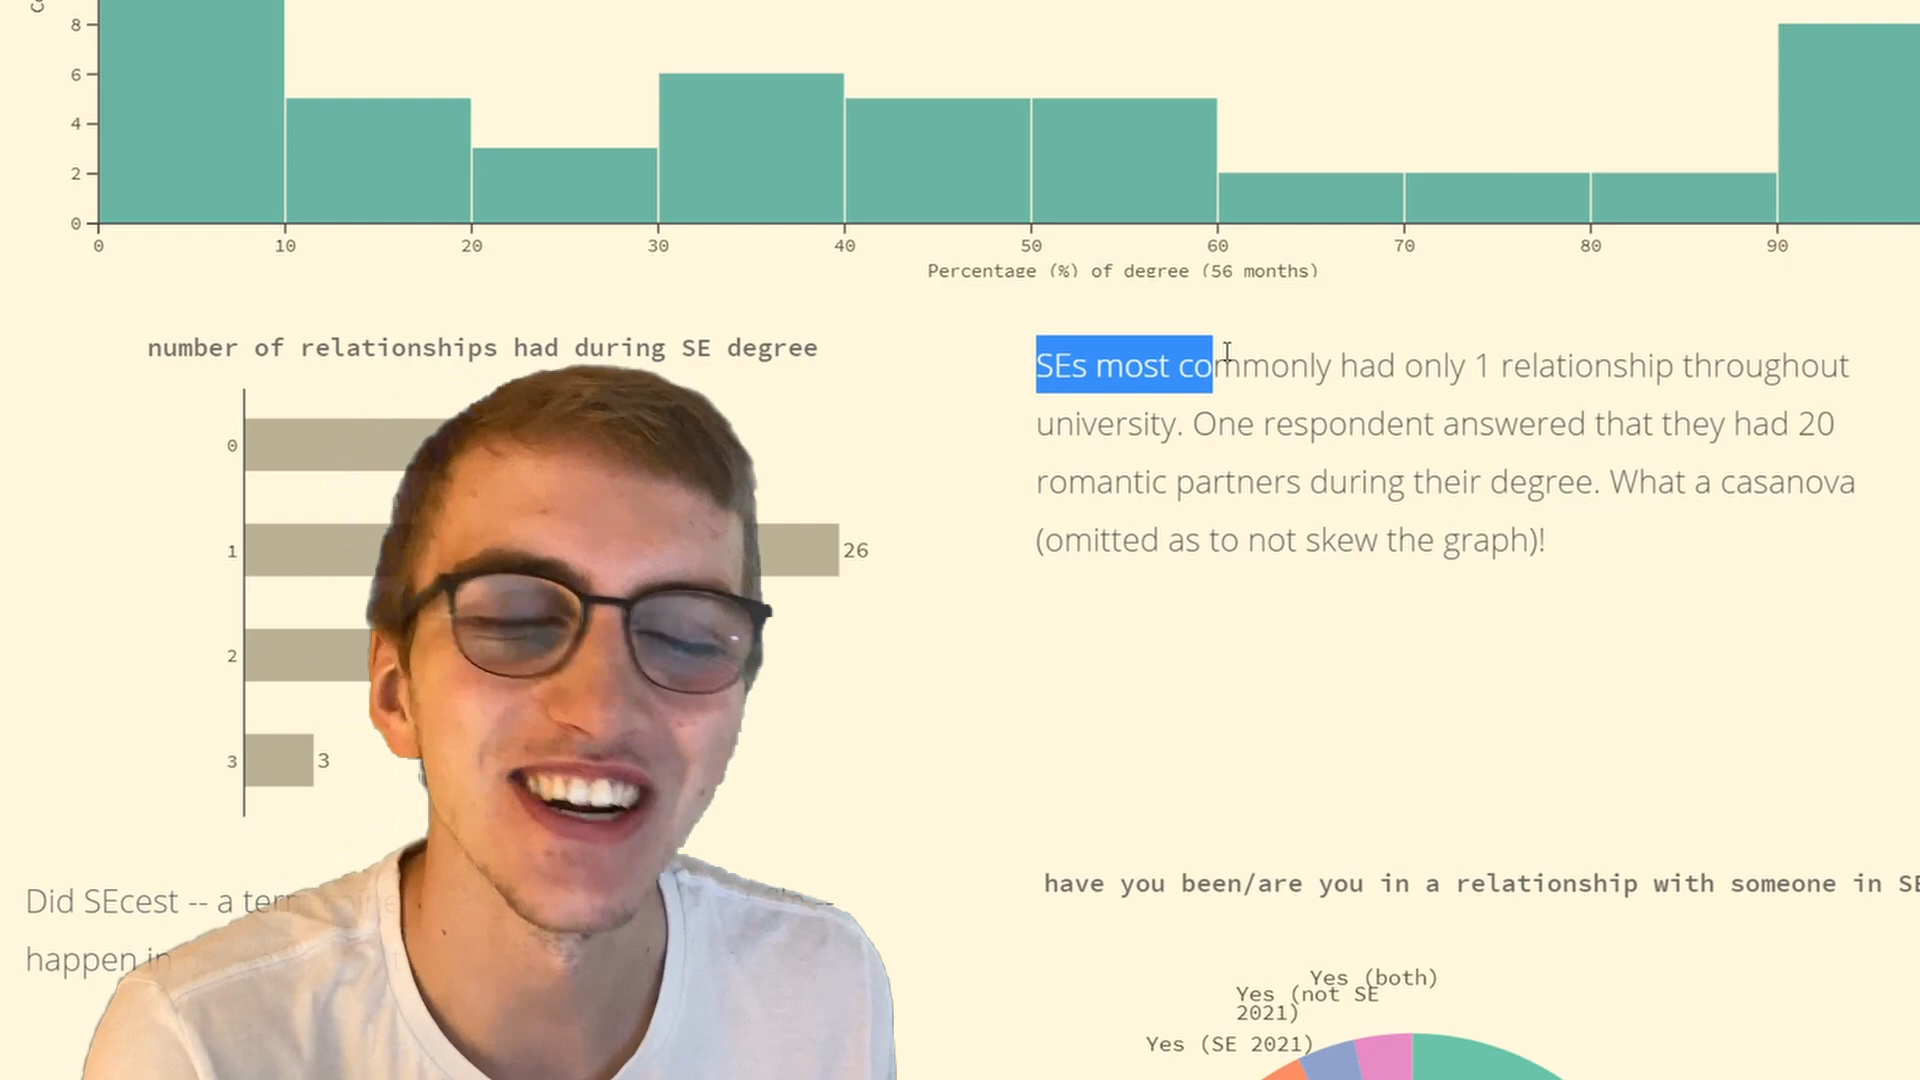 8
6
4
2
0
0 10 20 30 40 50 60 70 80 90
Percentage (%) of degree (56 months)
number of relationships had during SE degree
0
1 26
2
3 3
SEs most commonly had only 1 relationship throughout
university. One respondent answered that they had 20
romantic partners during their degree. What a casanova
(omitted as to not skew the graph)!
Did SEcest -- a term --
happen in
have you been/are you in a relationship with someone in SE
Yes (both)
Yes (not SE
2021)
Yes (SE 2021)